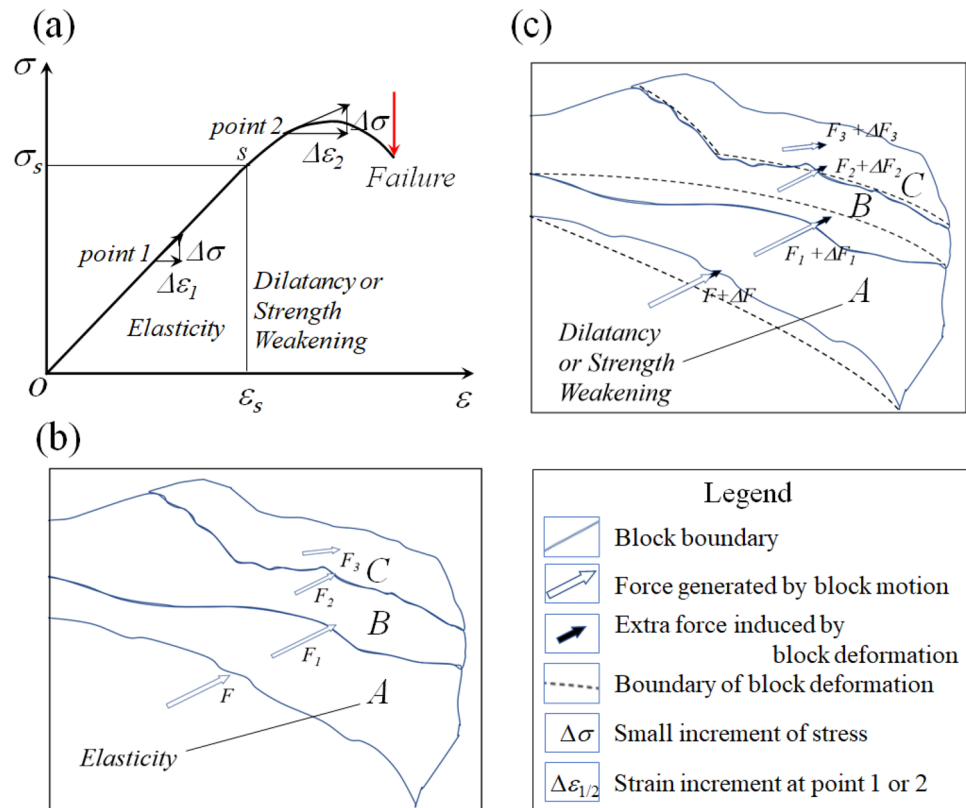 (a)
σ
point 2
Δσ
s
Δε2
σs
Failure
point 1
Δσ
Δε1
Dilatancy or
Strength
Weakening
Elasticity
O
εs
ε
(b)
F3
C
F2
B
F1
A
F
Elasticity
(c)
F3 + ΔF3
F2 + ΔF2
C
B
F1 + ΔF1
A
F+ΔF
Dilatancy
or Strength
Weakening
Legend
Block boundary
Force generated by block motion
Extra force induced by
block deformation
Boundary of block deformation
Δσ Small increment of stress
Δε1/2 Strain increment at point 1 or 2